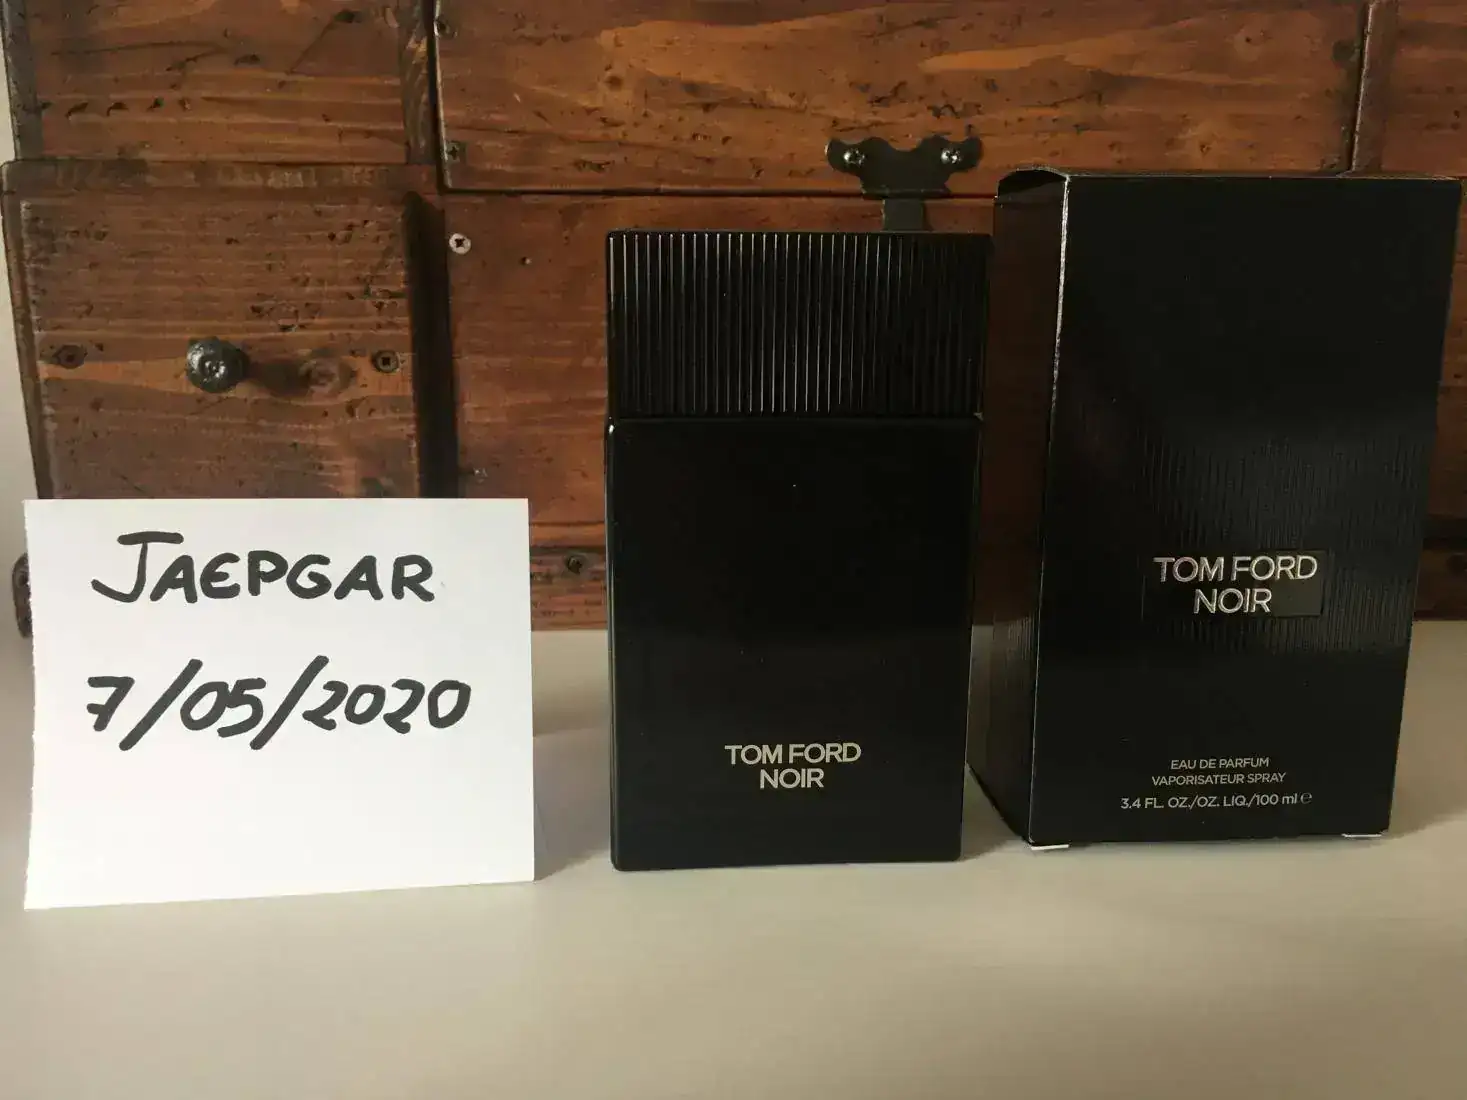 JAEPGAR
7/05/2020
TOM FORD
NOIR
TOM FORD
NOIR
EAU DE PARFUM
VAPORISATEUR SPRAY
3.4 FL. OZ./OZ. LIQ./100 ml ℮